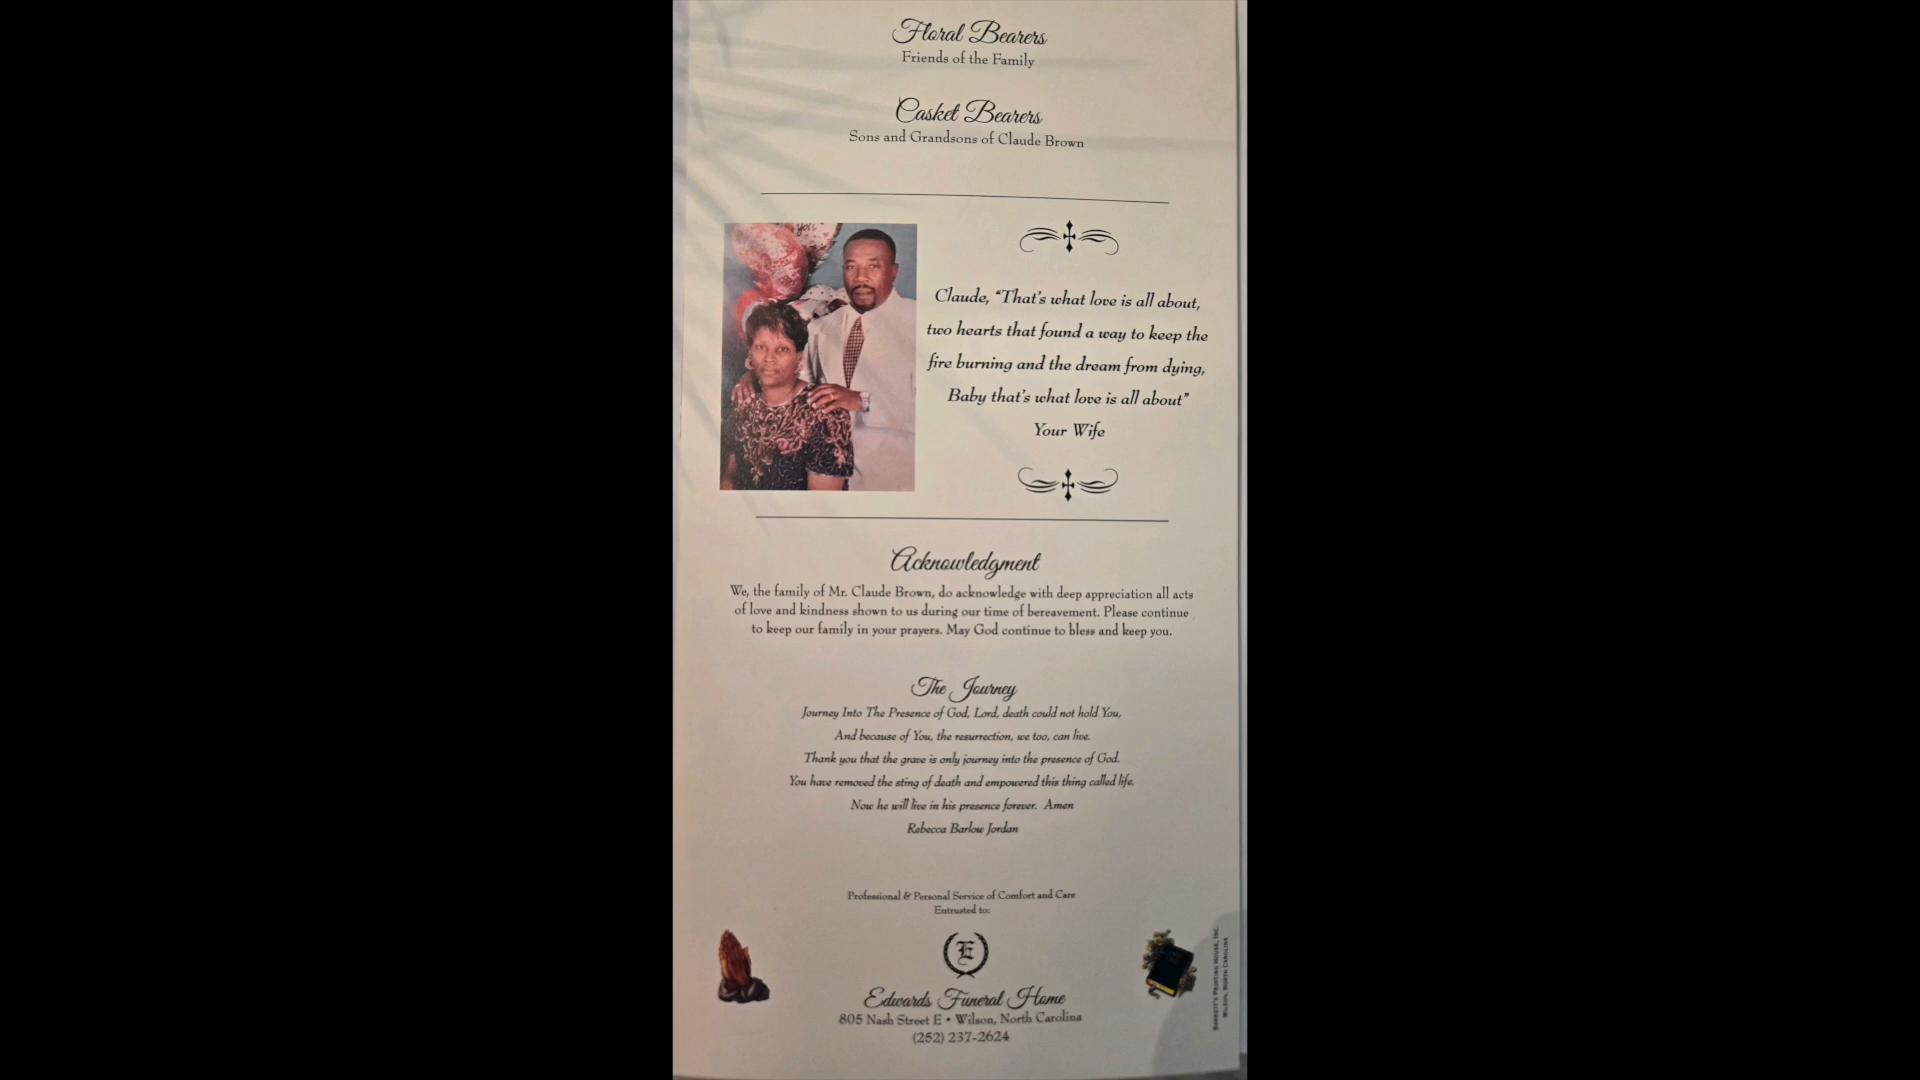 Floral Bearers
Friends of the Family
Casket Bearers
Sons and Grandsons of Claude Brown
you
Claude, “That’s what love is all about,
two hearts that found a way to keep the
fire burning and the dream from dying,
Baby that’s what love is all about”
Your Wife
Acknowledgment
We, the family of Mr. Claude Brown, do acknowledge with deep appreciation all acts
of love and kindness shown to us during our time of bereavement. Please continue
to keep our family in your prayers. May God continue to bless and keep you.
The Journey
Journey Into The Presence of God, Lord, death could not hold You,
And because of You, the resurrection, we too, can live.
Thank you that the grave is only journey into the presence of God.
You have removed the sting of death and empowered this thing called life.
Now he will live in his presence forever. Amen
Rebecca Barlow Jordan
Professional & Personal Service of Comfort and Care
Entrusted to:
E
Edwards Funeral Home
805 Nash Street E • Wilson, North Carolina
(252) 237-2624
Barrett's Printing House, Inc.
Wilson, North Carolina